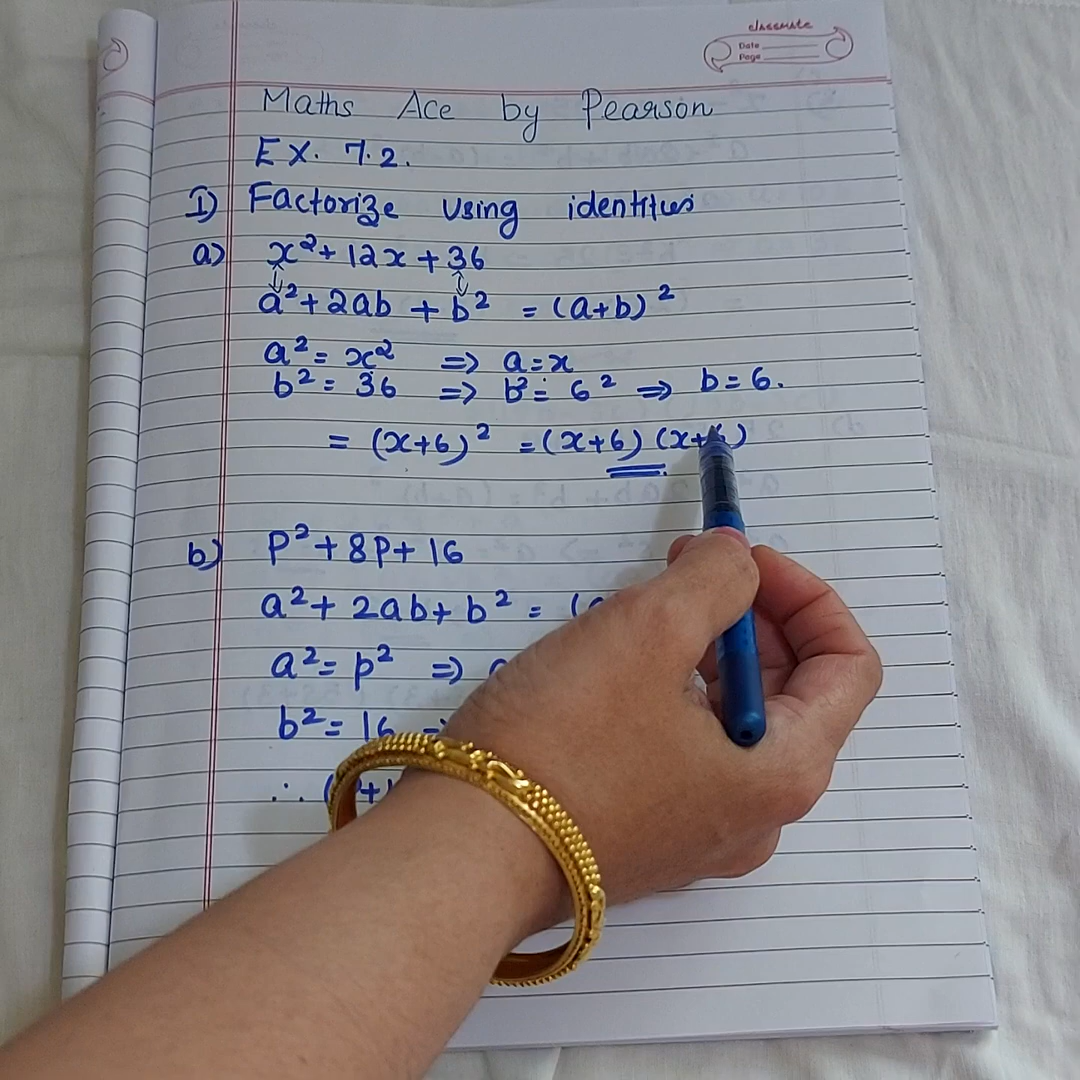 classmate
Date
Page
Maths Ace by Pearson
EX. 7.2.
1) Factorize using identities
a) x²+12x+36
a²+2ab+b² = (a+b)²
a² = x² => a=x
b² = 36 => b² = 6² => b=6.
= (x+6)² =(x+6)(x+6)
b) p²+8p+16
a²+2ab+b² = (
a²=p² =>
b²=16
∴ (